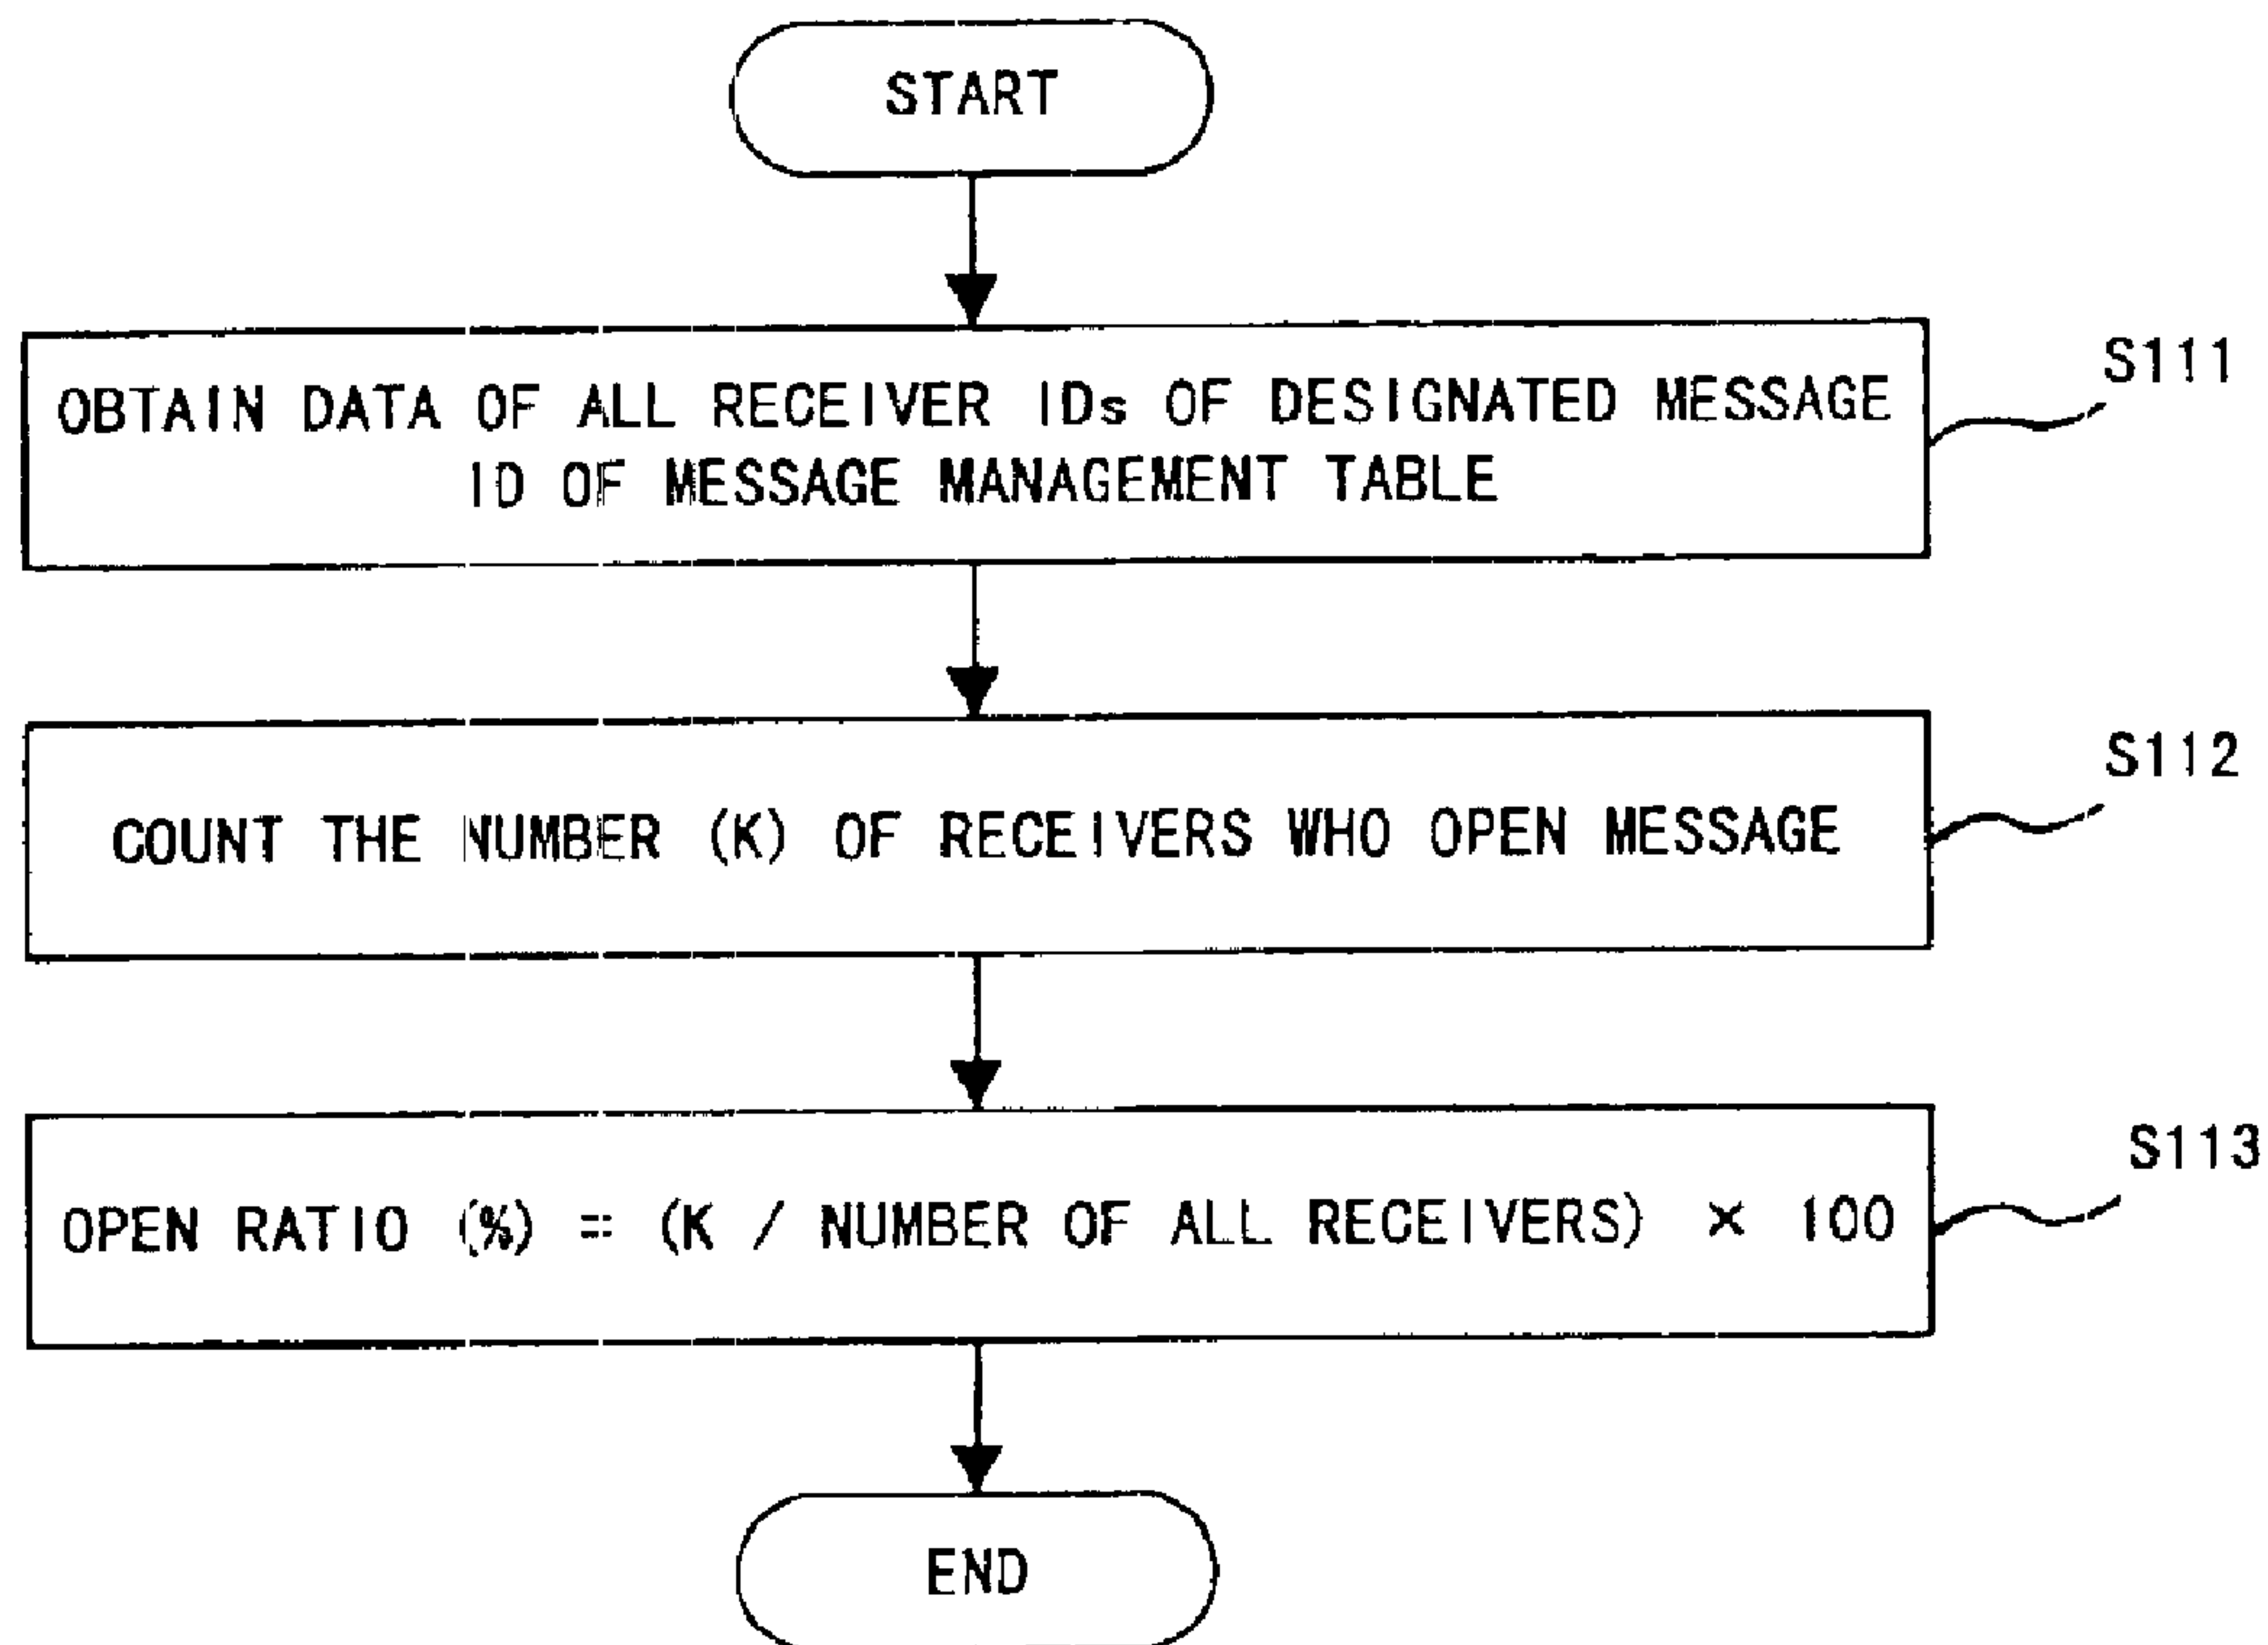 START
OBTAIN DATA OF ALL RECEIVER IDs OF DESIGNATED MESSAGE
ID OF MESSAGE MANAGEMENT TABLE
S111
COUNT THE NUMBER (K) OF RECEIVERS WHO OPEN MESSAGE
S112
OPEN RATIO (%) = (K / NUMBER OF ALL RECEIVERS) × 100
S113
END